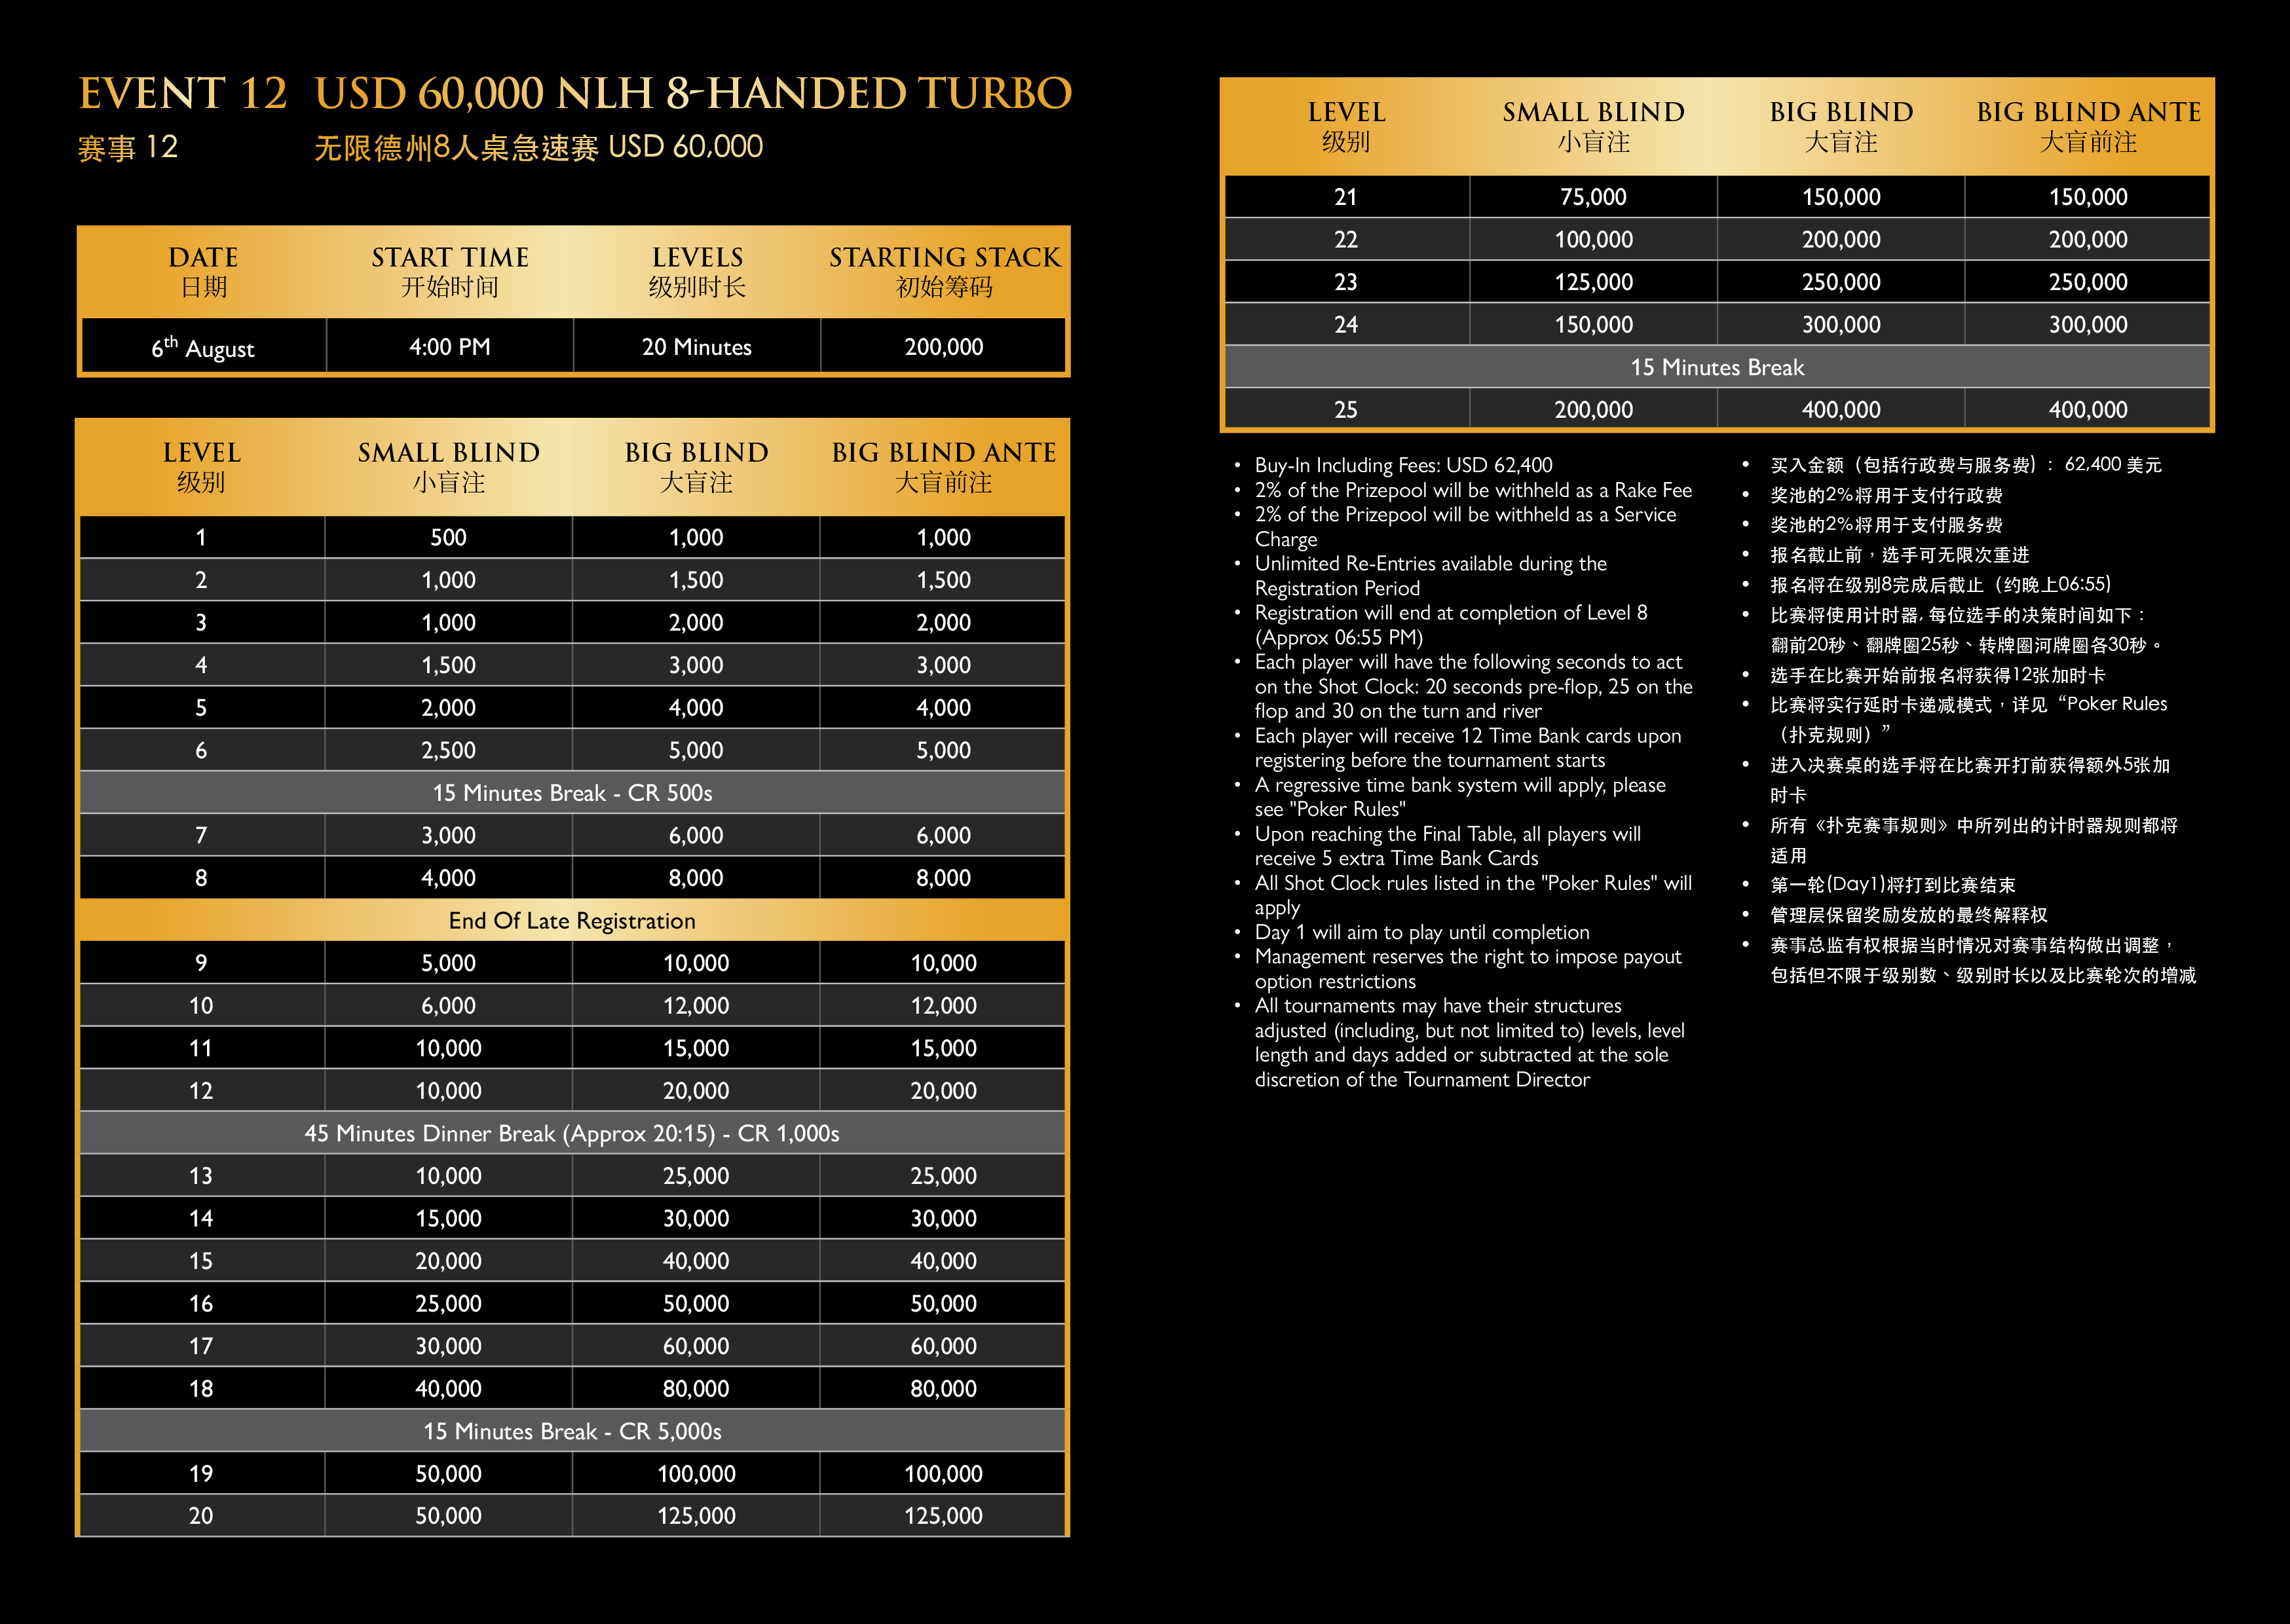 EVENT 12 USD 60,000 NLH 8-HANDED TURBO
赛事 12 无限德州8人桌急速赛 USD 60,000
DATE START TIME LEVELS STARTING STACK
日期 开始时间 级别时长 初始筹码
6th August 4:00 PM 20 Minutes 200,000
LEVEL SMALL BLIND BIG BLIND BIG BLIND ANTE
级别 小盲注 大盲注 大盲前注
1 500 1,000 1,000
2 1,000 1,500 1,500
3 1,000 2,000 2,000
4 1,500 3,000 3,000
5 2,000 4,000 4,000
6 2,500 5,000 5,000
15 Minutes Break - CR 500s
7 3,000 6,000 6,000
8 4,000 8,000 8,000
End Of Late Registration
9 5,000 10,000 10,000
10 6,000 12,000 12,000
11 10,000 15,000 15,000
12 10,000 20,000 20,000
45 Minutes Dinner Break (Approx 20:15) - CR 1,000s
13 10,000 25,000 25,000
14 15,000 30,000 30,000
15 20,000 40,000 40,000
16 25,000 50,000 50,000
17 30,000 60,000 60,000
18 40,000 80,000 80,000
15 Minutes Break - CR 5,000s
19 50,000 100,000 100,000
20 50,000 125,000 125,000
LEVEL SMALL BLIND BIG BLIND BIG BLIND ANTE
级别 小盲注 大盲注 大盲前注
21 75,000 150,000 150,000
22 100,000 200,000 200,000
23 125,000 250,000 250,000
24 150,000 300,000 300,000
15 Minutes Break
25 200,000 400,000 400,000
• Buy-In Including Fees: USD 62,400
• 2% of the Prizepool will be withheld as a Rake Fee
• 2% of the Prizepool will be withheld as a Service
Charge
• Unlimited Re-Entries available during the
Registration Period
• Registration will end at completion of Level 8
(Approx 06:55 PM)
• Each player will have the following seconds to act
on the Shot Clock: 20 seconds pre-flop, 25 on the
flop and 30 on the turn and river
• Each player will receive 12 Time Bank cards upon
registering before the tournament starts
• A regressive time bank system will apply, please
see "Poker Rules"
• Upon reaching the Final Table, all players will
receive 5 extra Time Bank Cards
• All Shot Clock rules listed in the "Poker Rules" will
apply
• Day 1 will aim to play until completion
• Management reserves the right to impose payout
option restrictions
• All tournaments may have their structures
adjusted (including, but not limited to) levels, level
length and days added or subtracted at the sole
discretion of the Tournament Director
• 买入金额（包括行政费与服务费）：62,400 美元
• 奖池的2%将用于支付行政费
• 奖池的2%将用于支付服务费
• 报名截止前，选手可无限次重进
• 报名将在级别8完成后截止（约晚上06:55)
• 比赛将使用计时器, 每位选手的决策时间如下：
翻前20秒、翻牌圈25秒、转牌圈河牌圈各30秒。
• 选手在比赛开始前报名将获得12张加时卡
• 比赛将实行延时卡递减模式，详见“Poker Rules
（扑克规则）”
• 进入决赛桌的选手将在比赛开打前获得额外5张加
时卡
• 所有《扑克赛事规则》中所列出的计时器规则都将
适用
• 第一轮(Day1)将打到比赛结束
• 管理层保留奖励发放的最终解释权
• 赛事总监有权根据当时情况对赛事结构做出调整，
包括但不限于级别数、级别时长以及比赛轮次的增减